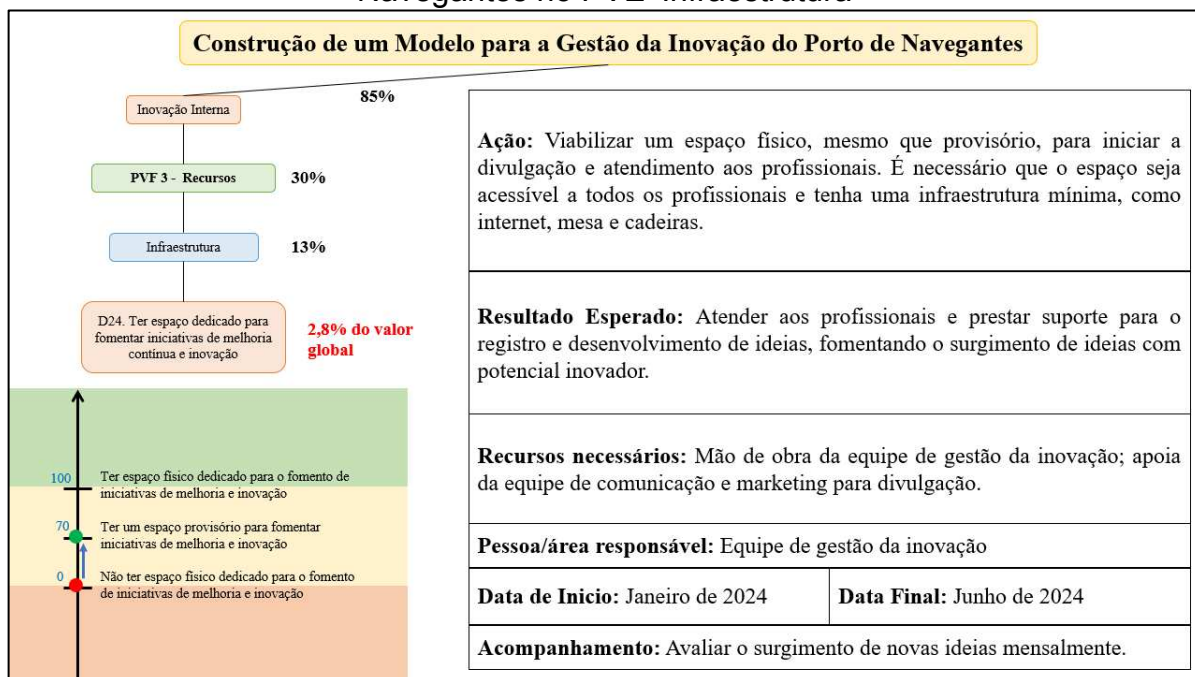 Navegantes no PVE Infraestrutura
Construção de um Modelo para a Gestão da Inovação do Porto de Navegantes
Inovação Interna
85%
PVF 3 - Recursos
30%
Infraestrutura
13%
D24. Ter espaço dedicado para
fomentar iniciativas de melhoria
contínua e inovação
2,8% do valor
global
100
Ter espaço físico dedicado para o fomento de
iniciativas de melhoria e inovação
70
Ter um espaço provisório para fomentar
iniciativas de melhoria e inovação
0
Não ter espaço físico dedicado para o fomento
de iniciativas de melhoria e inovação
Ação: Viabilizar um espaço físico, mesmo que provisório, para iniciar a
divulgação e atendimento aos profissionais. É necessário que o espaço seja
acessível a todos os profissionais e tenha uma infraestrutura mínima, como
internet, mesa e cadeiras.
Resultado Esperado: Atender aos profissionais e prestar suporte para o
registro e desenvolvimento de ideias, fomentando o surgimento de ideias com
potencial inovador.
Recursos necessários: Mão de obra da equipe de gestão da inovação; apoia
da equipe de comunicação e marketing para divulgação.
Pessoa/área responsável: Equipe de gestão da inovação
Data de Inicio: Janeiro de 2024
Data Final: Junho de 2024
Acompanhamento: Avaliar o surgimento de novas ideias mensalmente.